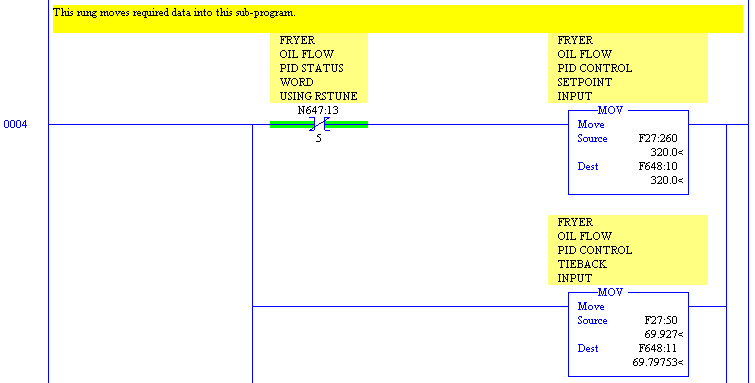 This rung moves required data into this sub-program.
FRYER
OIL FLOW
PID STATUS
WORD
USING RSTUNE
N647:13
5
FRYER
OIL FLOW
PID CONTROL
SETPOINT
INPUT
MOV
Move
Source F27:260
320.0<
Dest F648:10
320.0<
0004
FRYER
OIL FLOW
PID CONTROL
TIEBACK
INPUT
MOV
Move
Source F27:50
69.927<
Dest F648:11
69.79753<